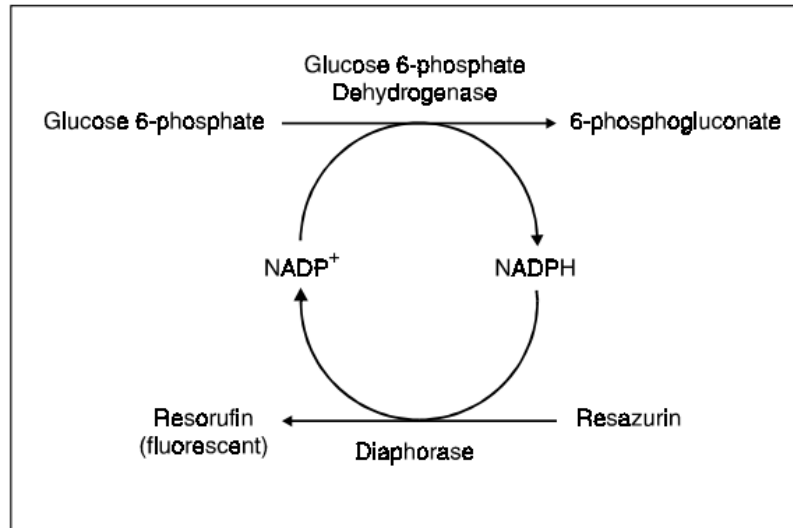 Glucose 6-phosphate
Dehydrogenase
Glucose 6-phosphate
6-phosphogluconate
NADP+
NADPH
Resorufin
(fluorescent)
Resazurin
Diaphorase